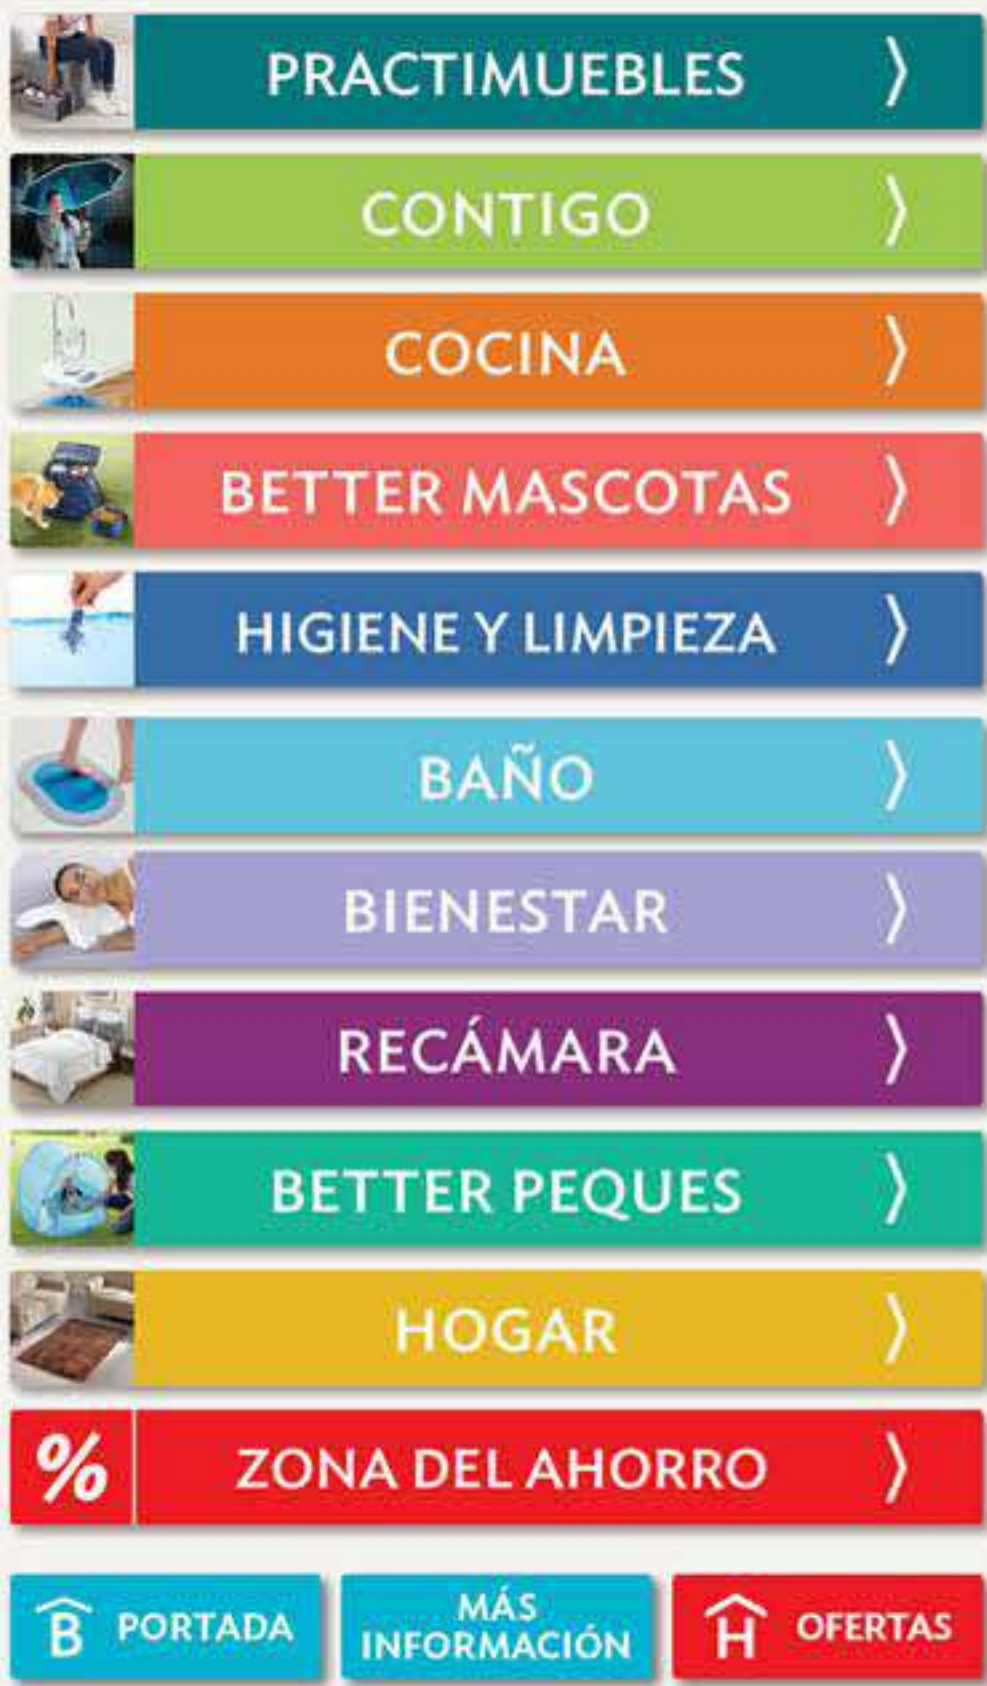 PRACTIMUEBLES
CONTIGO
COCINA
BETTER MASCOTAS
HIGIENE Y LIMPIEZA
BAÑO
BIENESTAR
RECÁMARA
BETTER PEQUES
HOGAR
% ZONA DEL AHORRO
B PORTADA
MÁS
INFORMACIÓN
H OFERTAS